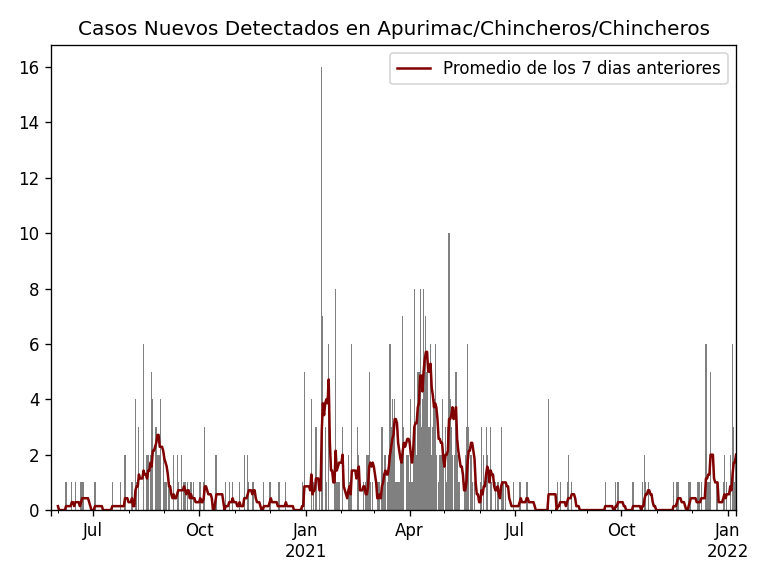 Casos Nuevos Detectados en Apurimac/Chincheros/Chincheros
Promedio de los 7 dias anteriores
16
14
12
10
8
6
4
2
0
Jul
Oct
Jan
2021
Apr
Jul
Oct
Jan
2022